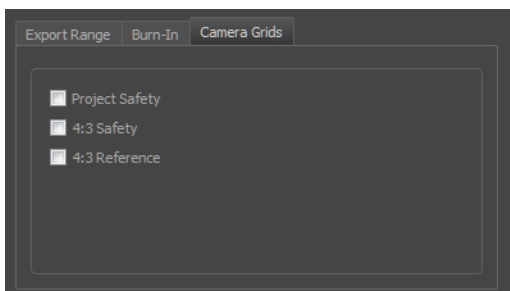 Export Range Burn-In Camera Grids
Project Safety
4:3 Safety
4:3 Reference